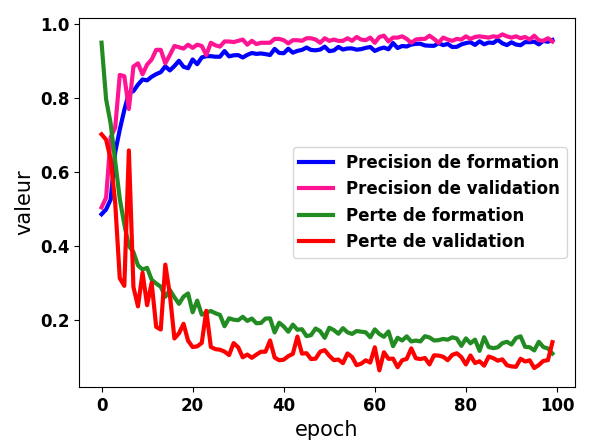 1.0
0.8
0.6
0.4
0.2
valeur
Precision de formation
Precision de validation
Perte de formation
Perte de validation
0 20 40 60 80 100
epoch